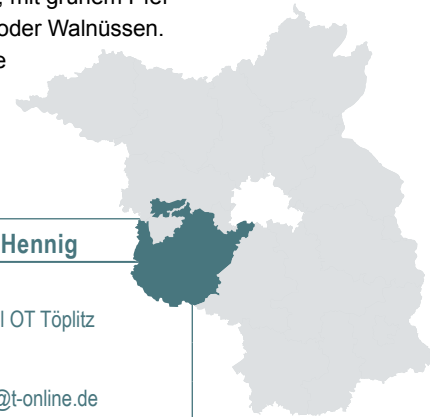 mit grünem Pfef-
oder Walnüssen.
e
Hennig
l OT Töplitz
@t-online.de